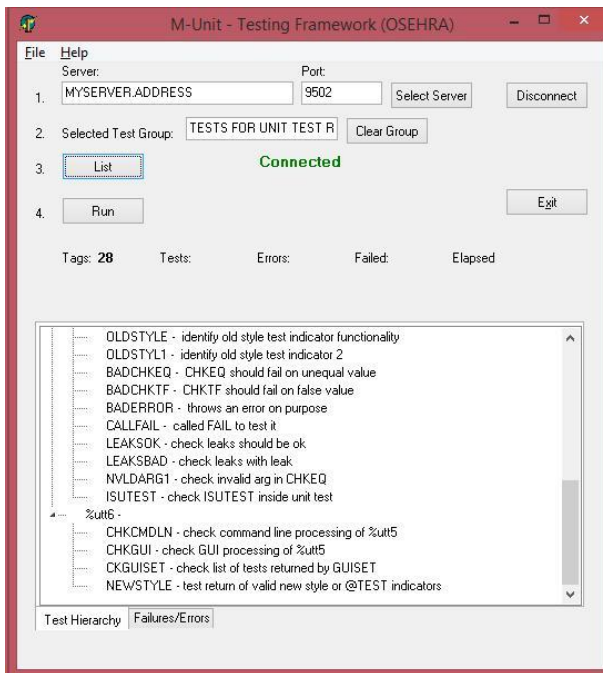 M-Unit - Testing Framework (OSEHRA)
File Help
Server: Port:
1. MYSERVER.ADDRESS 9502 Select Server Disconnect
2. Selected Test Group: TESTS FOR UNIT TEST R Clear Group
3. List Connected
4. Run Exit
Tags: 28 Tests: Errors: Failed: Elapsed
OLDSTYLE - identify old style test indicator functionality
OLDSTYL1 - identify old style test indicator 2
BADCHKEQ - CHKEQ should fail on unequal value
BADCHKTF - CHKTF should fail on false value
BADERROR - throws an error on purpose
CALLFAIL - called FAIL to test it
LEAKSOK - check leaks should be ok
LEAKSBAD - check leaks with leak
NVLDARG1 - check invalid arg in CHKEQ
ISUTEST - check ISUTEST inside unit test
%utt6 -
CHKCMDLN - check command line processing of %utt5
CHKGUI - check GUI processing of %utt5
CKGUISET - check list of tests returned by GUISET
NEWSTYLE - test return of valid new style or @TEST indicators
Test Hierarchy Failures/Errors